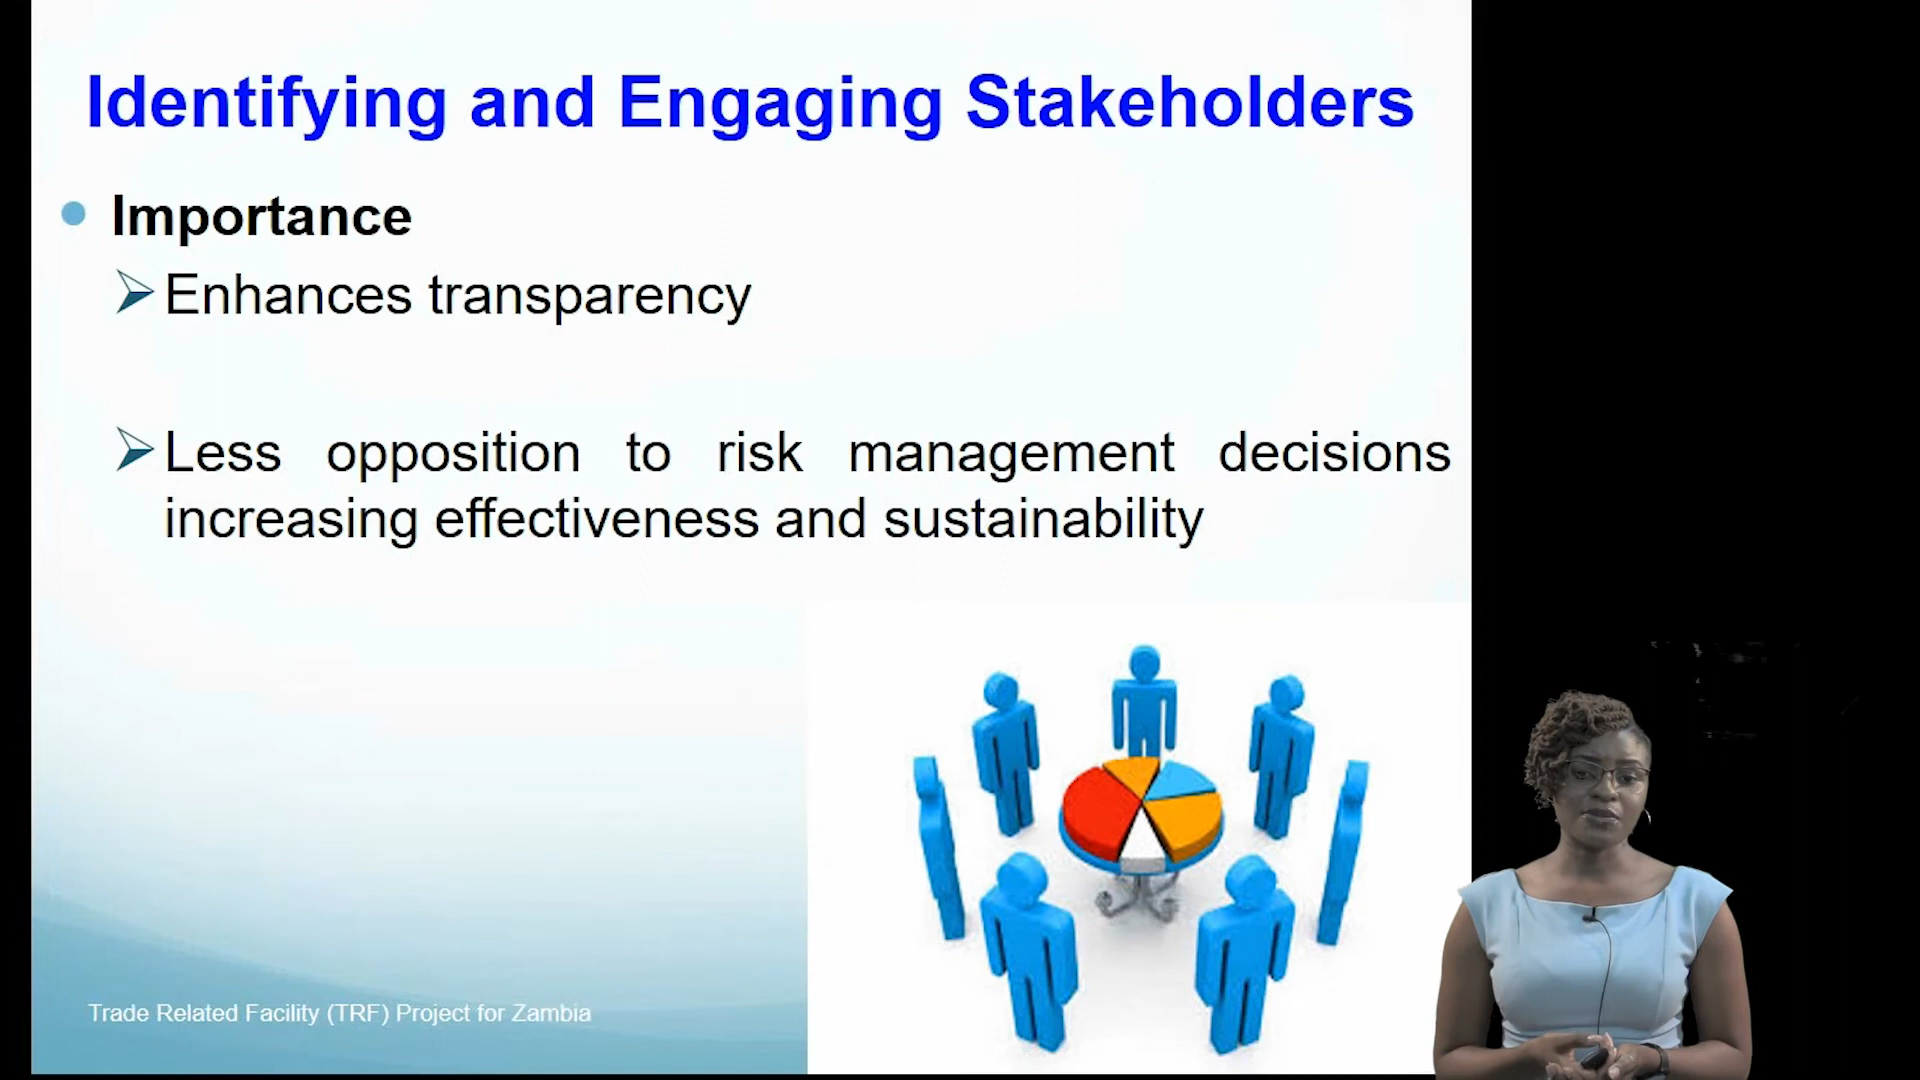 Identifying and Engaging Stakeholders
Importance
Enhances transparency
Less opposition to risk management decisions
increasing effectiveness and sustainability
Trade Related Facility (TRF) Project for Zambia